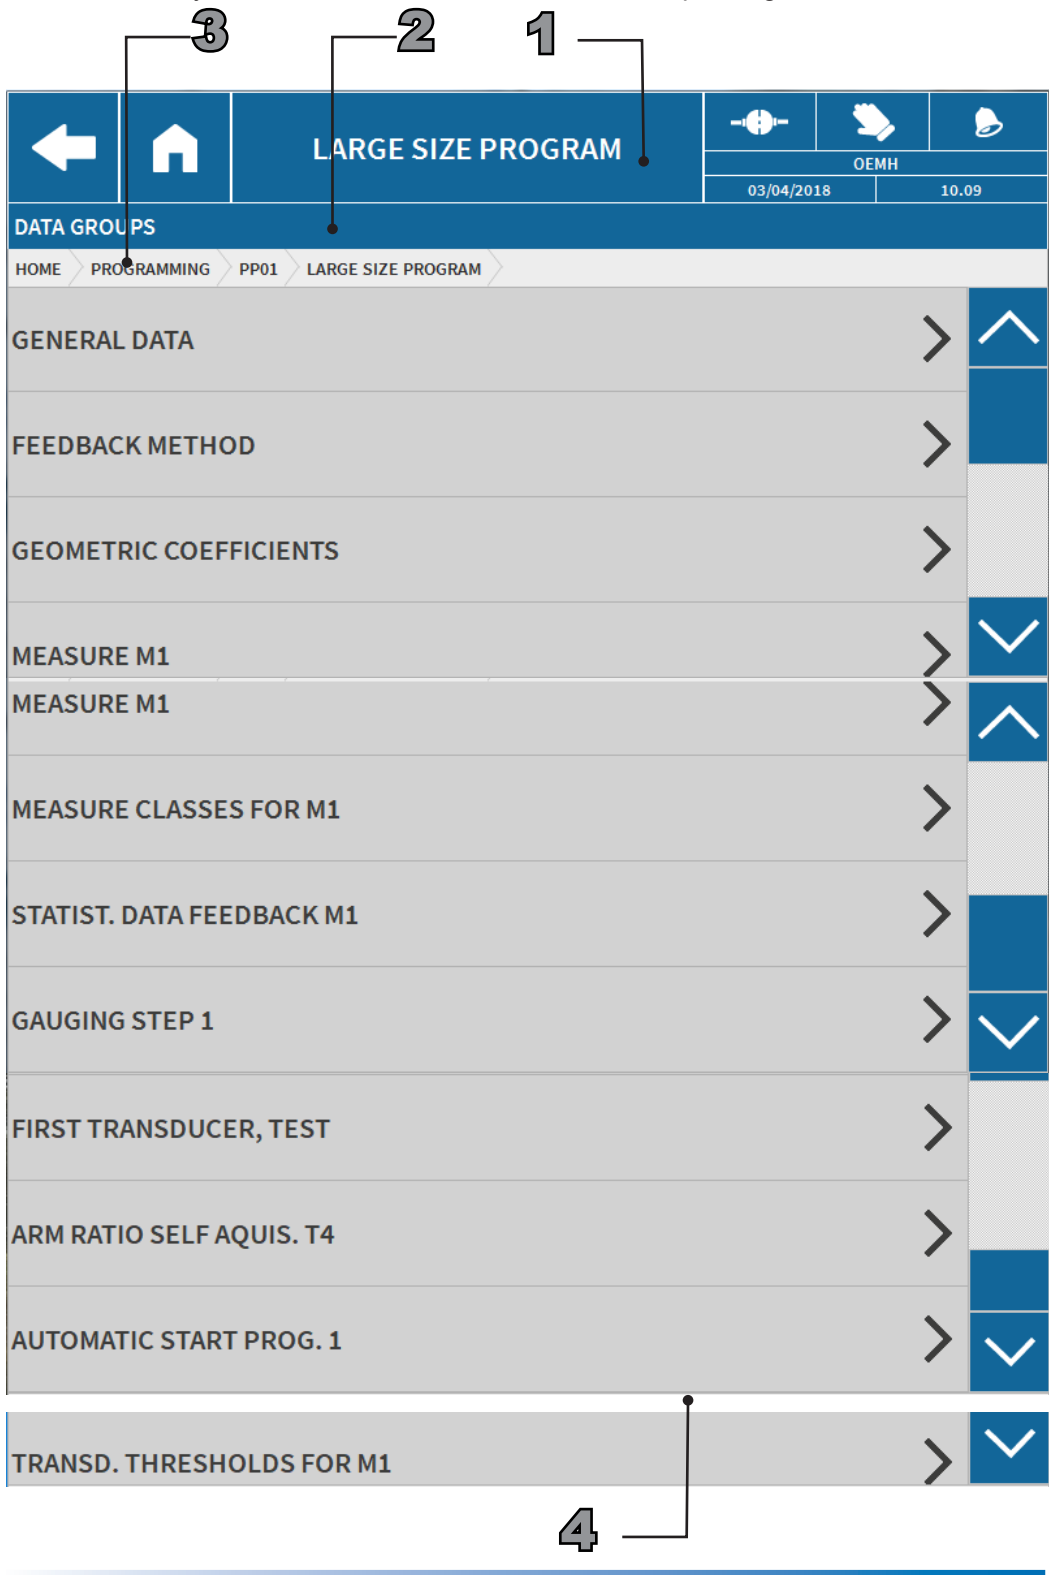 3 2 1
LARGE SIZE PROGRAM
OEMH
03/04/2018 10.09
DATA GROUPS
HOME PROGRAMMING PP01 LARGE SIZE PROGRAM
GENERAL DATA
FEEDBACK METHOD
GEOMETRIC COEFFICIENTS
MEASURE M1
MEASURE M1
MEASURE CLASSES FOR M1
STATIST. DATA FEEDBACK M1
GAUGING STEP 1
FIRST TRANSDUCER, TEST
ARM RATIO SELF AQUIS. T4
AUTOMATIC START PROG. 1
TRANSD. THRESHOLDS FOR M1
4